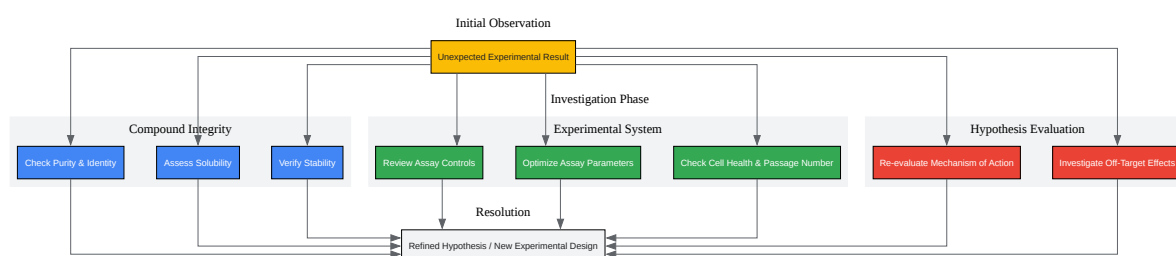 Initial Observation
Unexpected Experimental Result
Investigation Phase
Compound Integrity
Experimental System
Hypothesis Evaluation
Check Purity & Identity
Assess Solubility
Verify Stability
Review Assay Controls
Optimize Assay Parameters
Check Cell Health & Passage Number
Re-evaluate Mechanism of Action
Investigate Off-Target Effects
Resolution
Refined Hypothesis / New Experimental Design